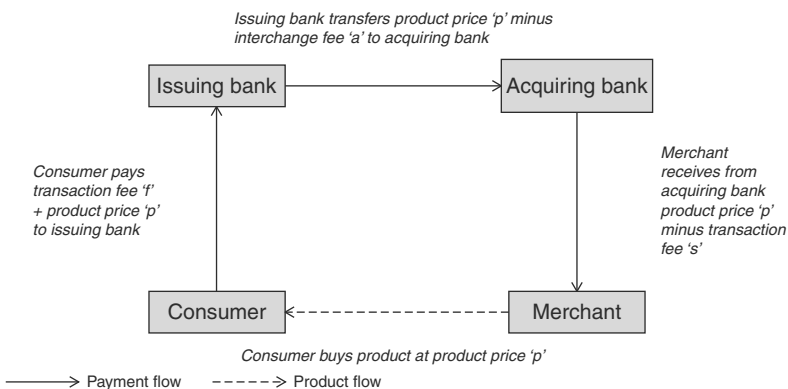 Issuing bank transfers product price ‘p’ minus
interchange fee ‘a’ to acquiring bank
Issuing bank
Acquiring bank
Consumer pays
transaction fee ‘f’
+ product price ‘p’
to issuing bank
Merchant
receives from
acquiring bank
product price ‘p’
minus transaction
fee ‘s’
Consumer
Merchant
Consumer buys product at product price ‘p’
Payment flow
Product flow